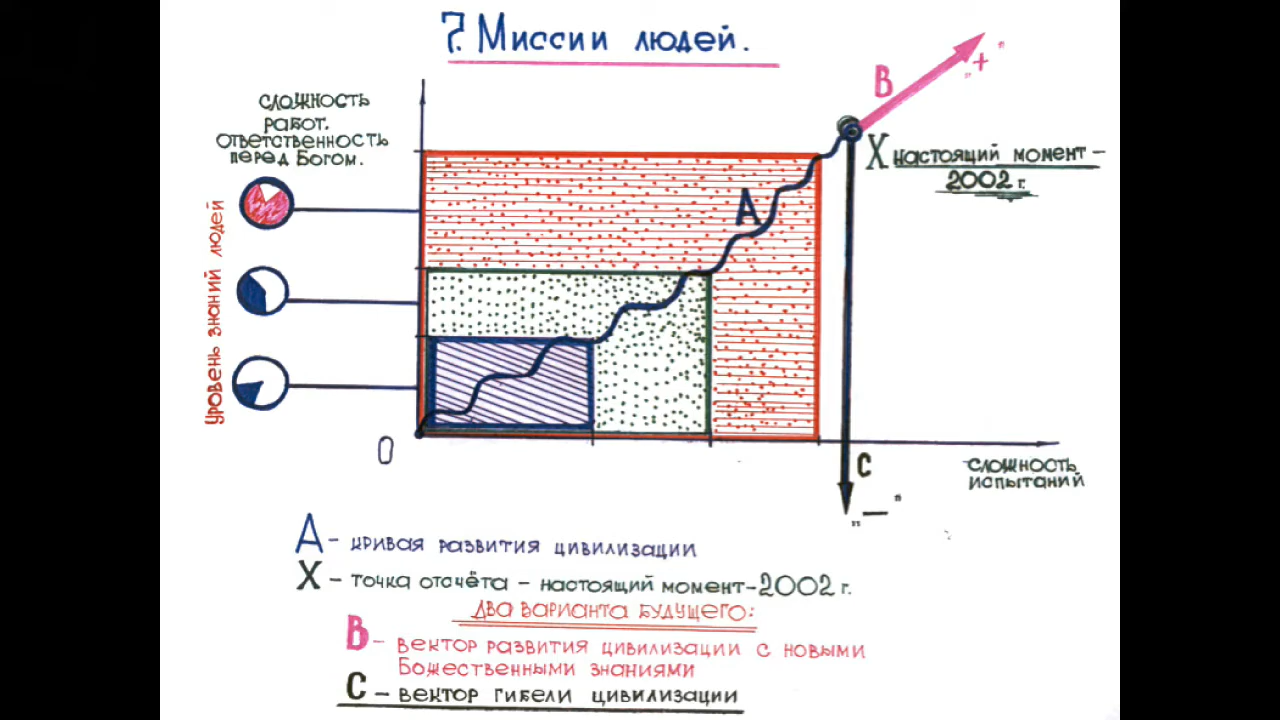 7. Миссии людей.
сложность
работ.
ответственность
перед Богом.
уровень знаний людей
А
В
"+"
Х настоящий момент –
2002 г.
0
С
"–"
сложность
испытаний
А – кривая развития цивилизации
Х – точка отсчёта – настоящий момент – 2002 г.
Два варианта будущего:
В – вектор развития цивилизации с новыми
Божественными знаниями
С – вектор гибели цивилизации